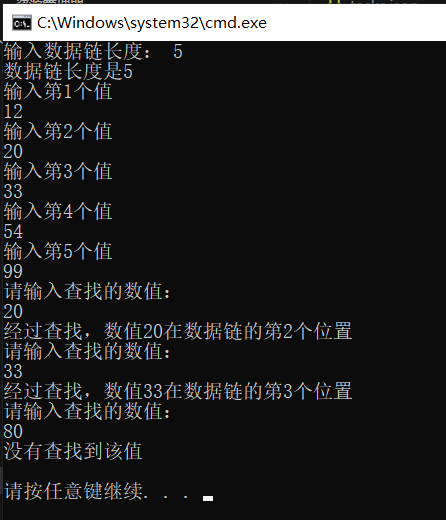 C:\Windows\system32\cmd.exe
输入数据链长度： 5
数据链长度是5
输入第1个值
12
输入第2个值
20
输入第3个值
33
输入第4个值
54
输入第5个值
99
请输入查找的数值：
20
经过查找，数值20在数据链的第2个位置
请输入查找的数值：
33
经过查找，数值33在数据链的第3个位置
请输入查找的数值：
80
没有查找到该值
请按任意键继续. . .